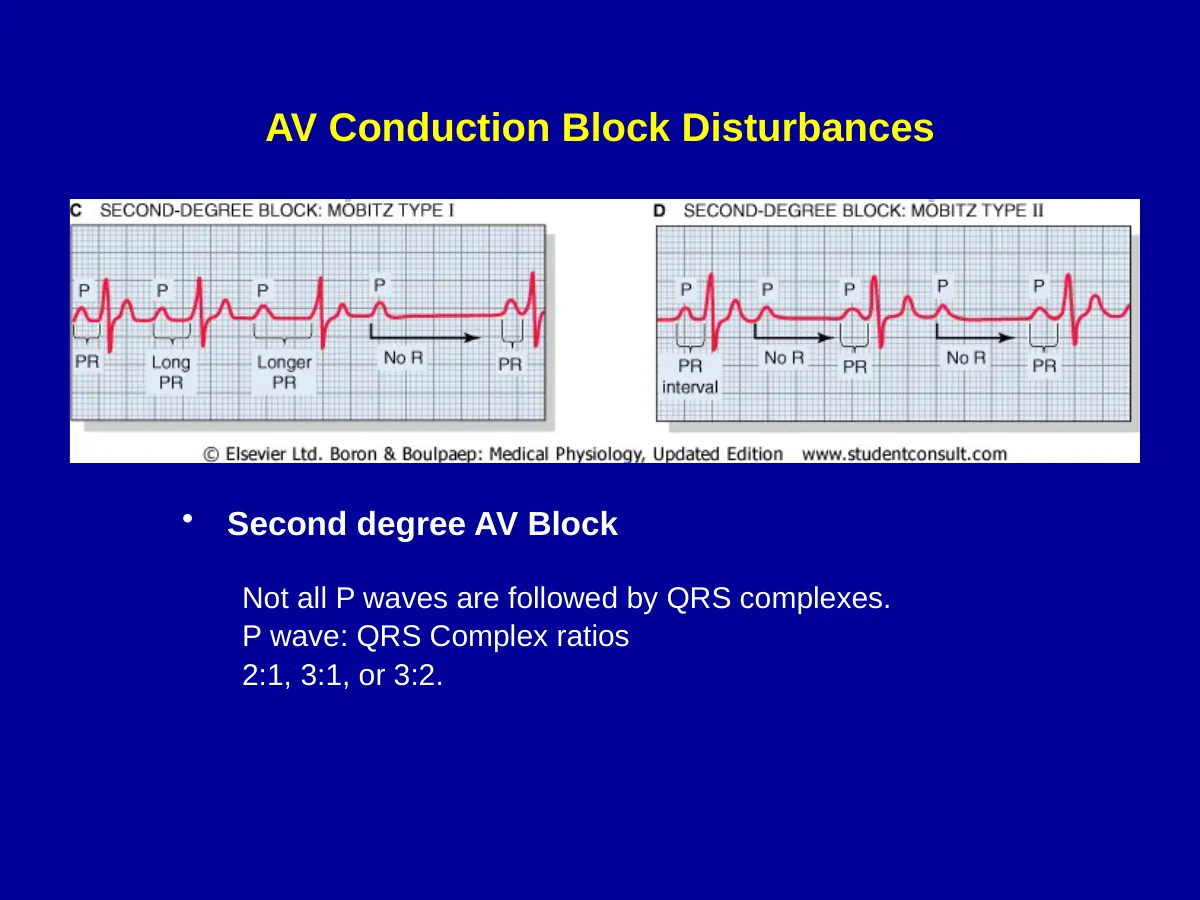 AV Conduction Block Disturbances
C SECOND-DEGREE BLOCK: MÖBITZ TYPE I
P P P P
PR Long PR Longer PR No R PR
D SECOND-DEGREE BLOCK: MÖBITZ TYPE II
P P P P P
PR interval No R PR No R PR
© Elsevier Ltd. Boron & Boulpaep: Medical Physiology, Updated Edition www.studentconsult.com
• Second degree AV Block
Not all P waves are followed by QRS complexes.
P wave: QRS Complex ratios
2:1, 3:1, or 3:2.